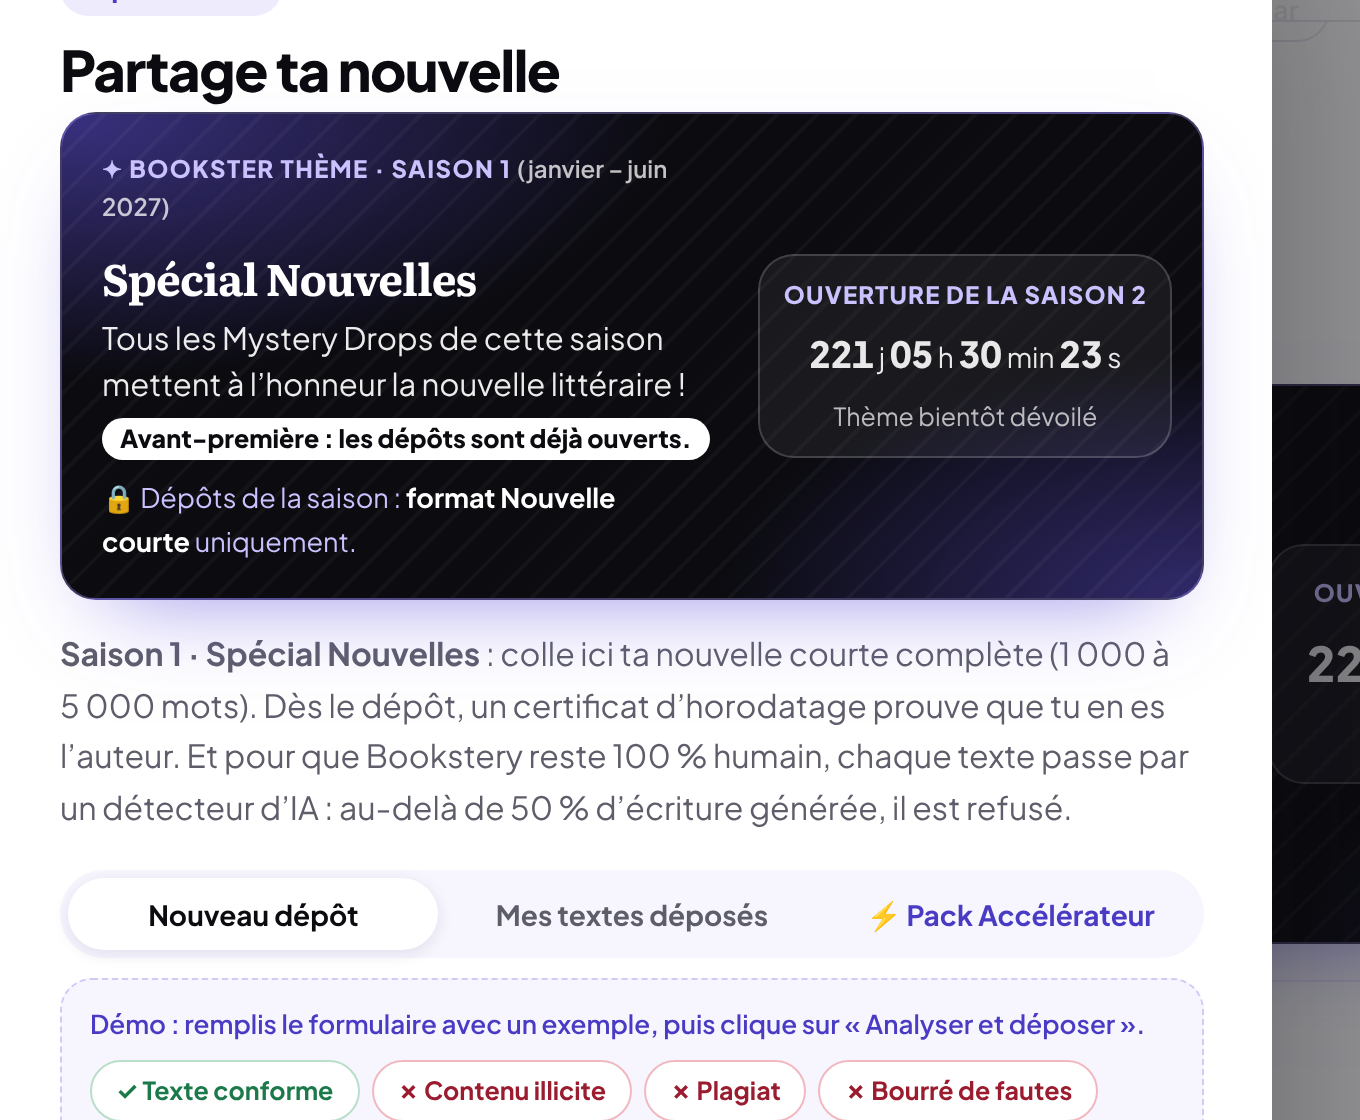 Partage ta nouvelle
✦ BOOKSTER THÈME · SAISON 1 (janvier – juin
2027)
Spécial Nouvelles
Tous les Mystery Drops de cette saison
mettent à l’honneur la nouvelle littéraire !
Avant-première : les dépôts sont déjà ouverts.
🔒 Dépôts de la saison : format Nouvelle
courte uniquement.
OUVERTURE DE LA SAISON 2
221 j 05 h 30 min 23 s
Thème bientôt dévoilé
Saison 1 · Spécial Nouvelles : colle ici ta nouvelle courte complète (1 000 à
5 000 mots). Dès le dépôt, un certificat d’horodatage prouve que tu en es
l’auteur. Et pour que Bookstery reste 100 % humain, chaque texte passe par
un détecteur d’IA : au-delà de 50 % d’écriture générée, il est refusé.
Nouveau dépôt
Mes textes déposés
⚡ Pack Accélérateur
Démo : remplis le formulaire avec un exemple, puis clique sur « Analyser et déposer ».
✓ Texte conforme
× Contenu illicite
× Plagiat
× Bourré de fautes